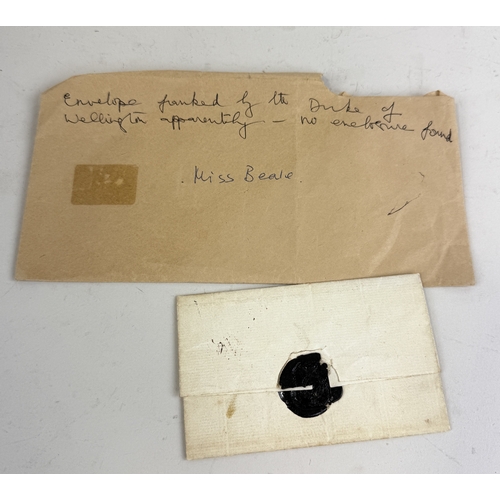 Envelope franked by the Duke of
Wellington apparently. — no enclosure found
. Miss Beale.